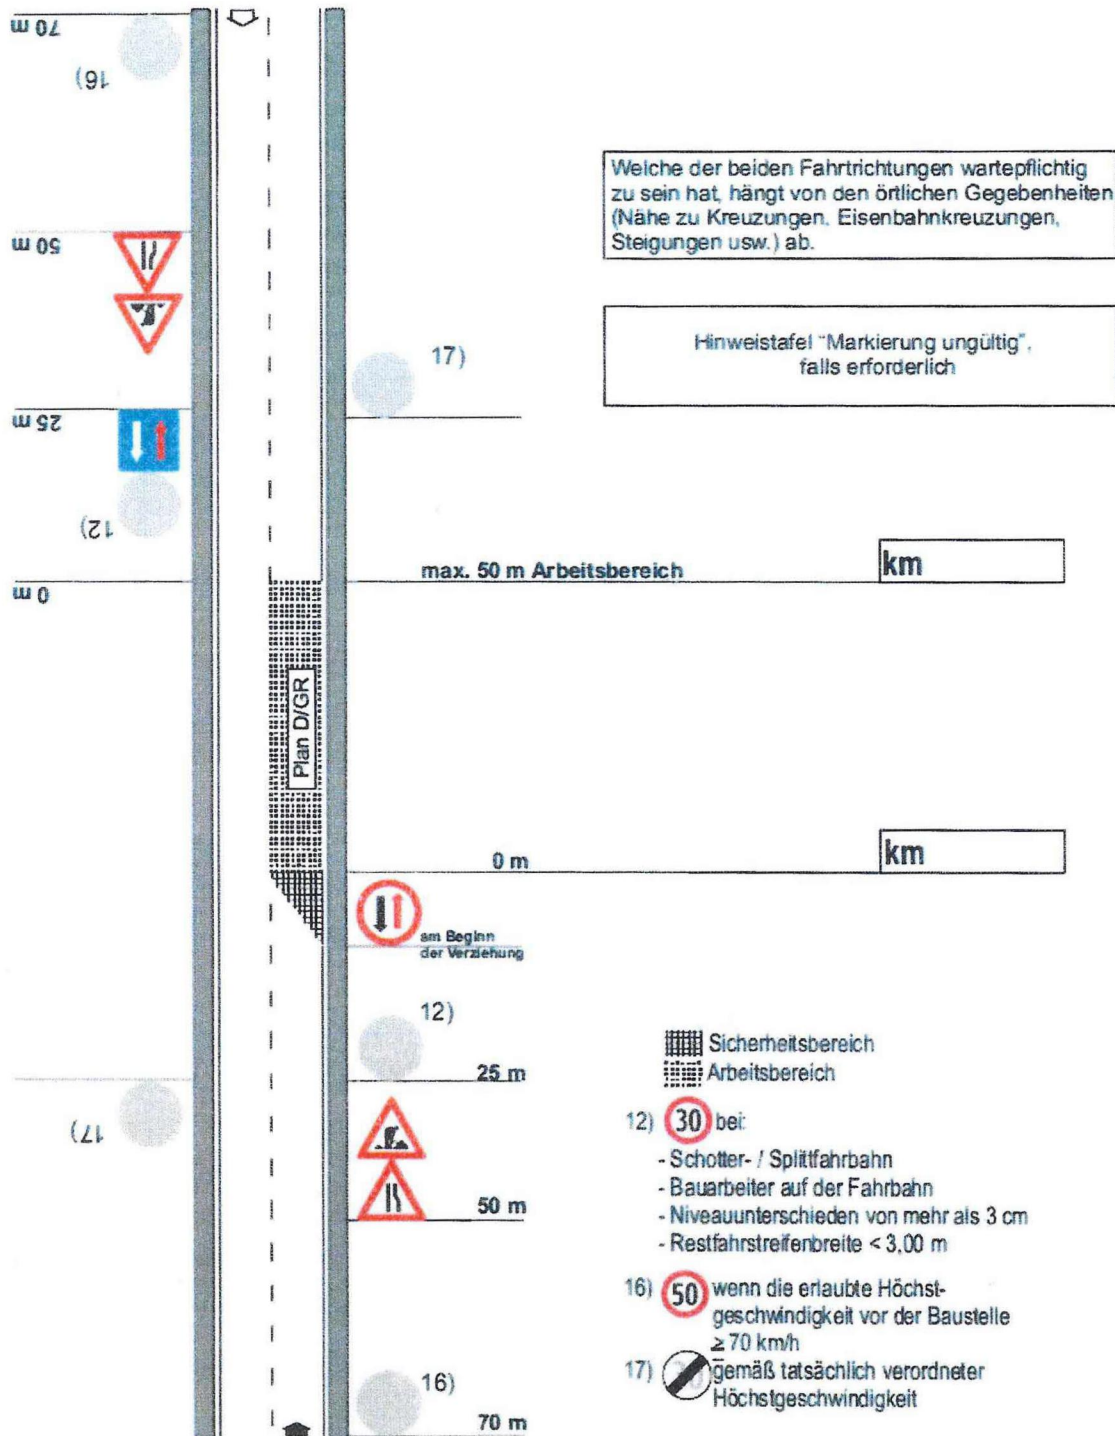 70 m
16)
Welche der beiden Fahrtrichtungen wartepflichtig
zu sein hat, hängt von den örtlichen Gegebenheiten
(Nähe zu Kreuzungen, Eisenbahnkreuzungen,
Steigungen usw.) ab.
50 m
Hinweistafel "Markierung ungültig",
falls erforderlich
17)
25 m
12)
max. 50 m Arbeitsbereich
km
0 m
Plan D/GR
0 m
km
am Beginn
der Verziehung
12)
25 m
17)
50 m
16)
70 m
Sicherheitsbereich
Arbeitsbereich
12) 30 bei:
- Schotter- / Splittfahrbahn
- Bauarbeiter auf der Fahrbahn
- Niveauunterschieden von mehr als 3 cm
- Restfahrstreifenbreite < 3,00 m
16) 50 wenn die erlaubte Höchst-
geschwindigkeit vor der Baustelle
≥ 70 km/h
17) gemäß tatsächlich verordneter
Höchstgeschwindigkeit